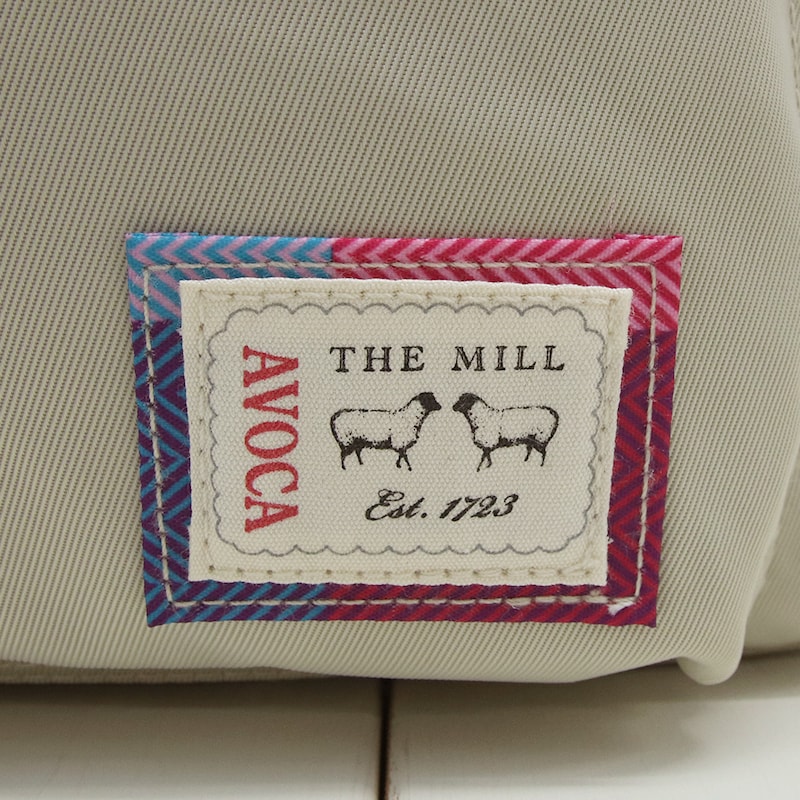 AVOCA
THE MILL
Est. 1723